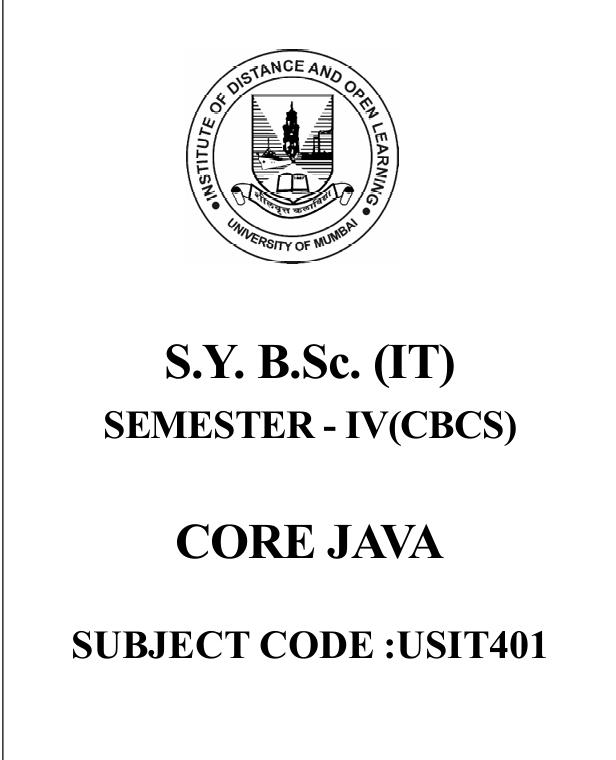 INSTITUTE OF DISTANCE AND OPEN LEARNING
शीलवृत्त फलाविद्या
UNIVERSITY OF MUMBAI
S.Y. B.Sc. (IT)
SEMESTER - IV(CBCS)
CORE JAVA
SUBJECT CODE :USIT401